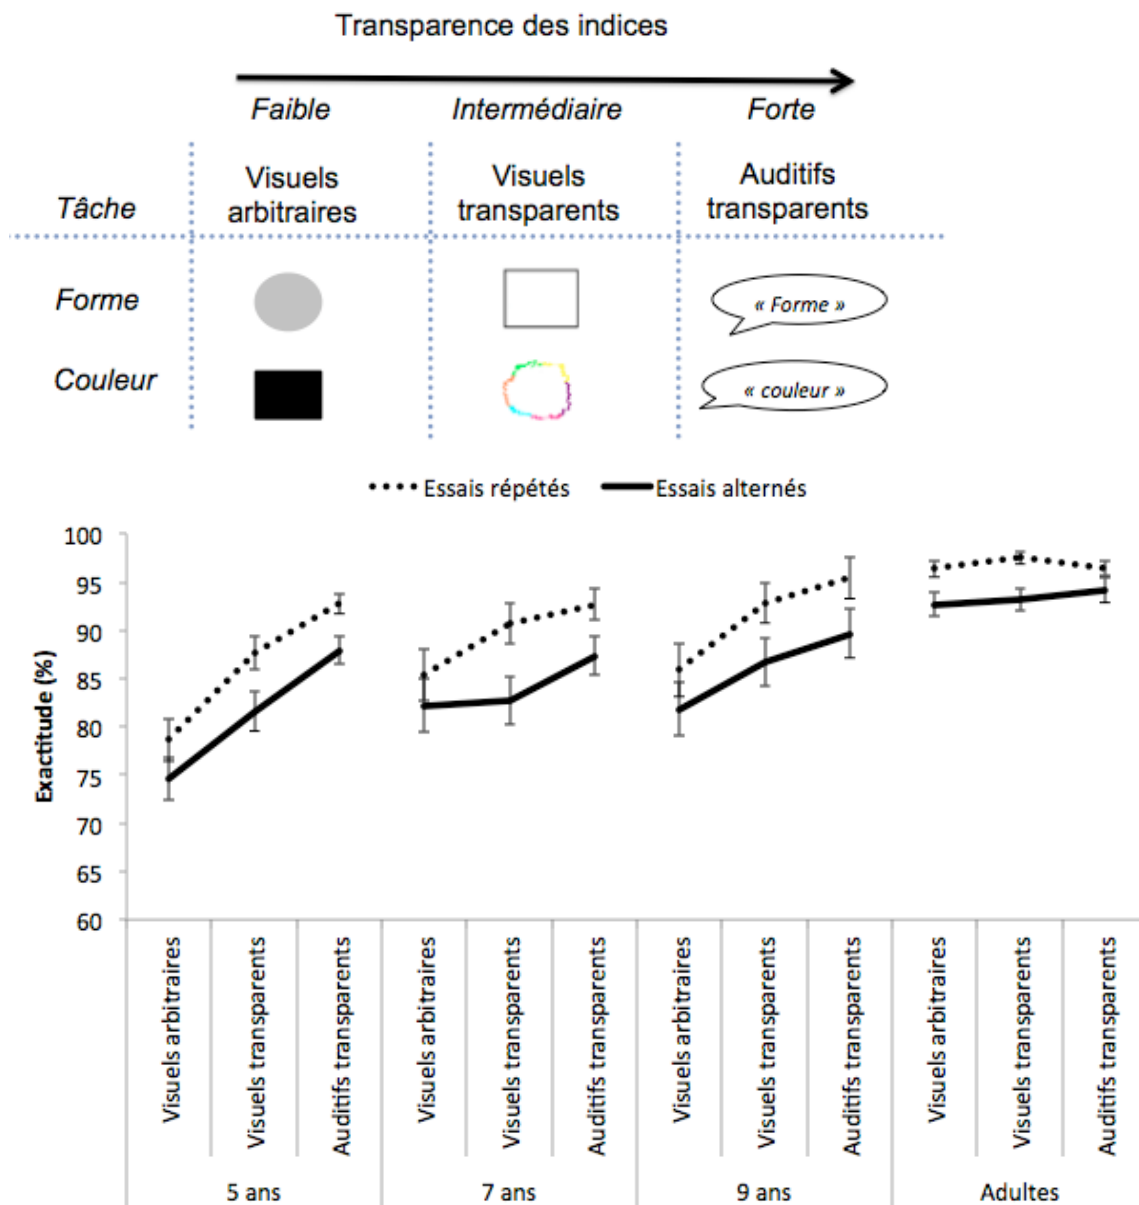 Transparence des indices
Faible Intermédiaire Forte
Tâche
Visuels
arbitraires
Visuels
transparents
Auditifs
transparents
Forme
« Forme »
Couleur
« couleur »
Essais répétés Essais alternés
Exactitude (%)
100
95
90
85
80
75
70
65
60
Visuels arbitraires
Visuels transparents
Auditifs transparents
Visuels arbitraires
Visuels transparents
Auditifs transparents
Visuels arbitraires
Visuels transparents
Auditifs transparents
Visuels arbitraires
Visuels transparents
Auditifs transparents
5 ans 7 ans 9 ans Adultes